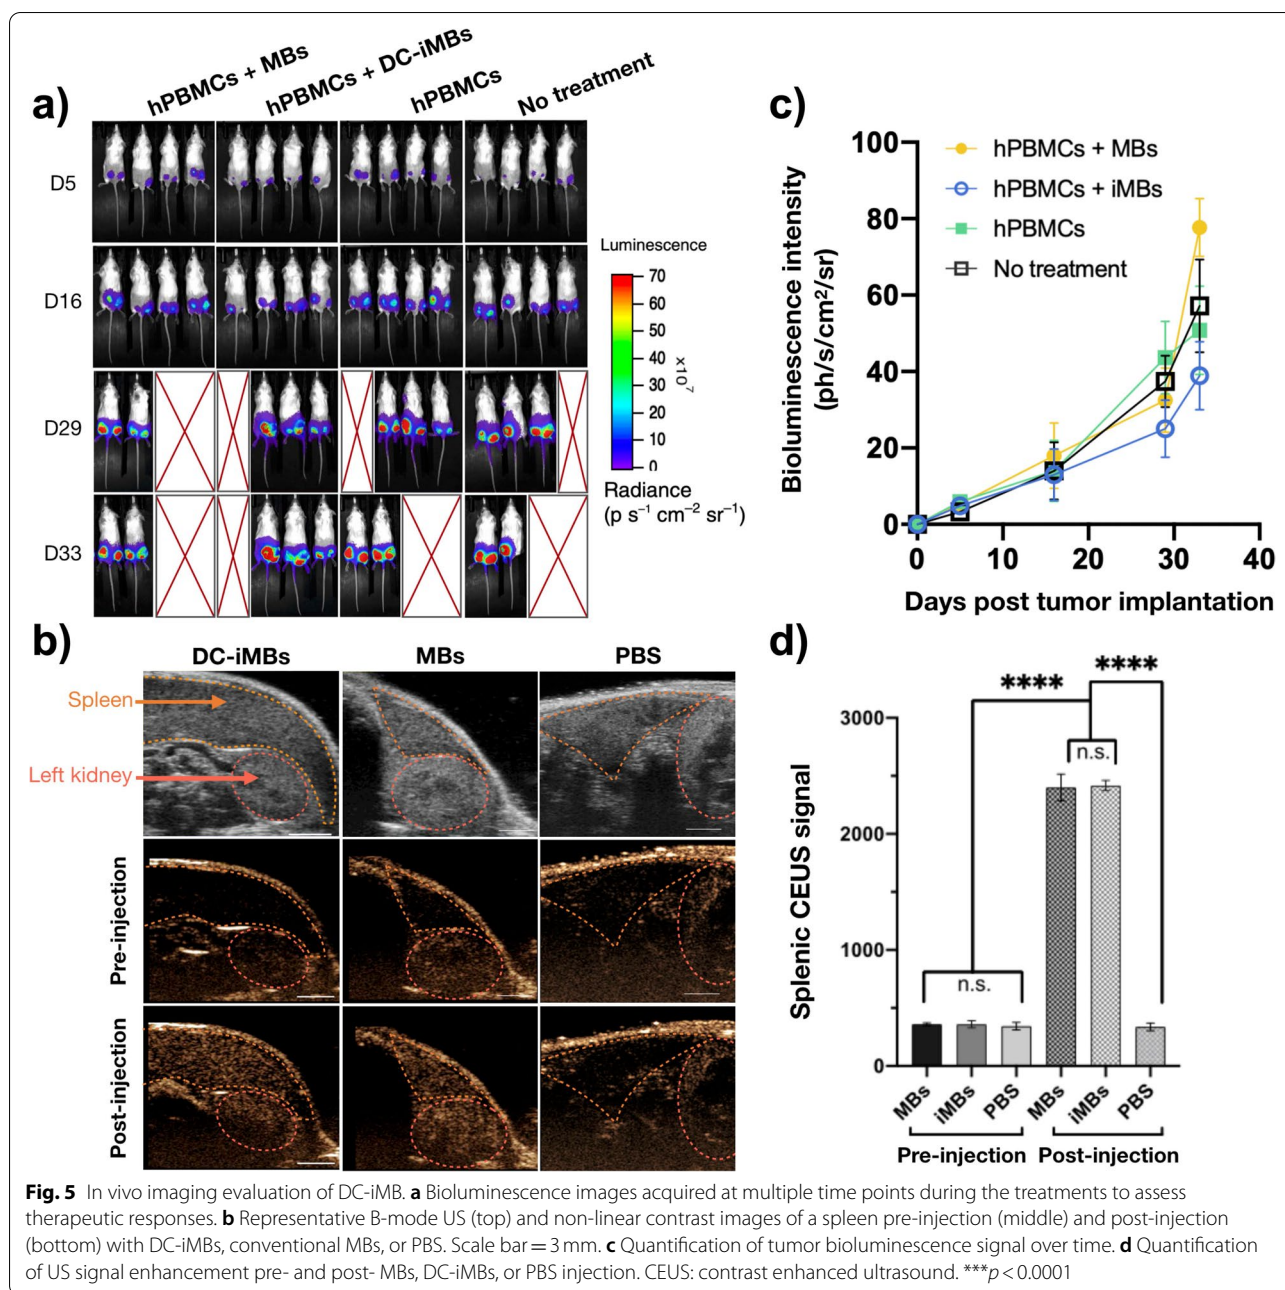 a)
hPBMCs + MBs
hPBMCs + DC-iMBs
hPBMCs
No treatment
D5
D16
D29
D33
Luminescence
70
60
50
40
30
20
10
0
×10⁷
Radiance
(p s⁻¹ cm⁻² sr⁻¹)
c)
Bioluminescence intensity
(ph/s/cm²/sr)
100
80
60
40
20
0
hPBMCs + MBs
hPBMCs + iMBs
hPBMCs
No treatment
0
10
20
30
40
Days post tumor implantation
b)
DC-iMBs
MBs
PBS
Spleen
Left kidney
Pre-injection
Post-injection
d)
Splenic CEUS signal
3000
2000
1000
0
****
****
n.s.
n.s.
MBs
iMBs
PBS
MBs
iMBs
PBS
Pre-injection
Post-injection
Fig. 5 In vivo imaging evaluation of DC-iMB. a Bioluminescence images acquired at multiple time points during the treatments to assess
therapeutic responses. b Representative B-mode US (top) and non-linear contrast images of a spleen pre-injection (middle) and post-injection
(bottom) with DC-iMBs, conventional MBs, or PBS. Scale bar = 3 mm. c Quantification of tumor bioluminescence signal over time. d Quantification
of US signal enhancement pre- and post- MBs, DC-iMBs, or PBS injection. CEUS: contrast enhanced ultrasound. ***p < 0.0001